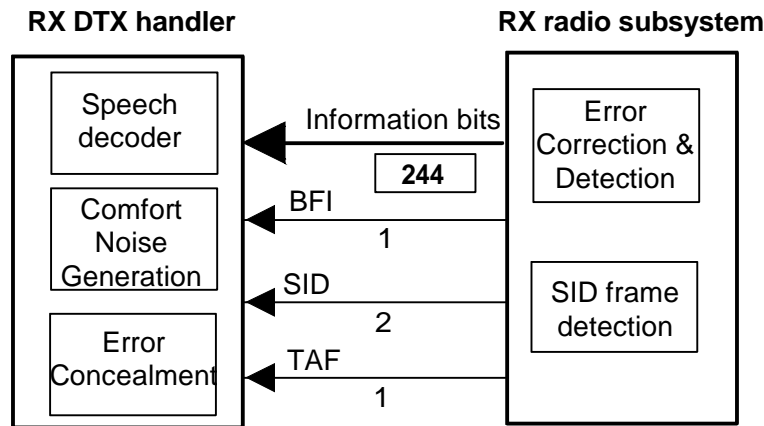 RX DTX handler
RX radio subsystem
Speech
decoder
Comfort
Noise
Generation
Error
Concealment
Information bits
244
BFI
1
SID
2
TAF
1
Error
Correction &
Detection
SID frame
detection